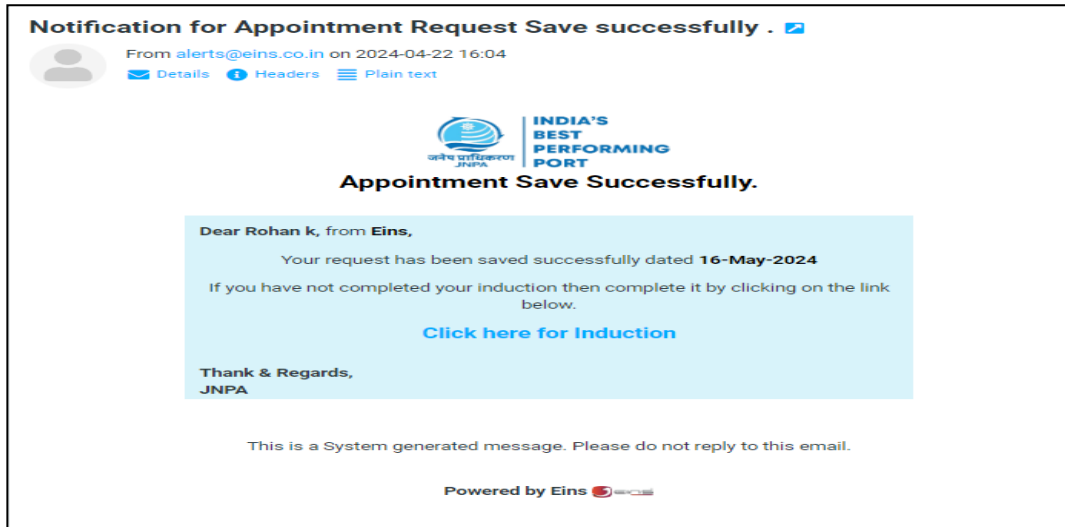 Notification for Appointment Request Save successfully .
From alerts@eins.co.in on 2024-04-22 16:04
Details Headers Plain text
INDIA'S
BEST
PERFORMING
PORT
जनेप प्राधिकरण
JNPA
Appointment Save Successfully.
Dear Rohan k, from Eins,
Your request has been saved successfully dated 16-May-2024
If you have not completed your induction then complete it by clicking on the link
below.
Click here for Induction
Thank & Regards,
JNPA
This is a System generated message. Please do not reply to this email.
Powered by Eins